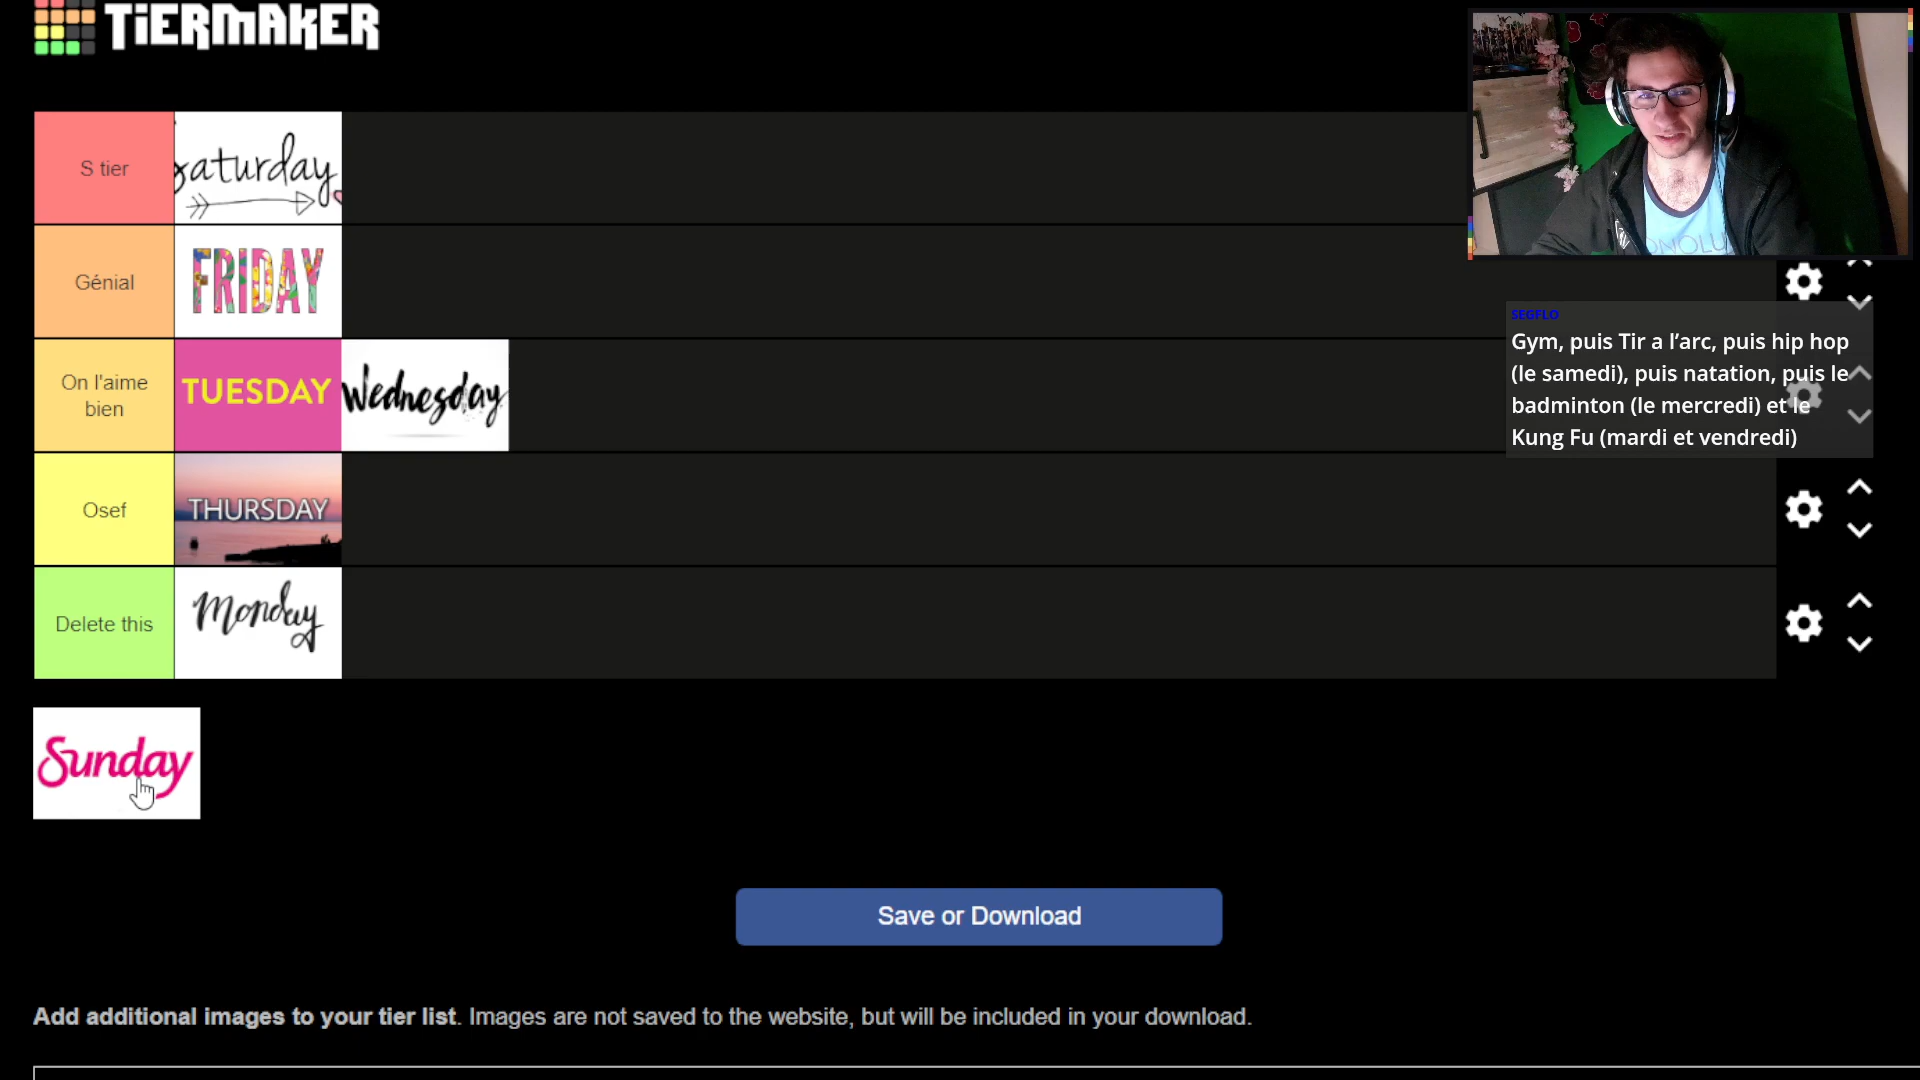 TiERMAKER
S tier
Saturday
Génial
FRIDAY
On l'aime
bien
TUESDAY
Wednesday
Osef
THURSDAY
Delete this
Monday
Sunday
SEGFLO
Gym, puis Tir a l’arc, puis hip hop
(le samedi), puis natation, puis le
badminton (le mercredi) et le
Kung Fu (mardi et vendredi)
Save or Download
Add additional images to your tier list. Images are not saved to the website, but will be included in your download.